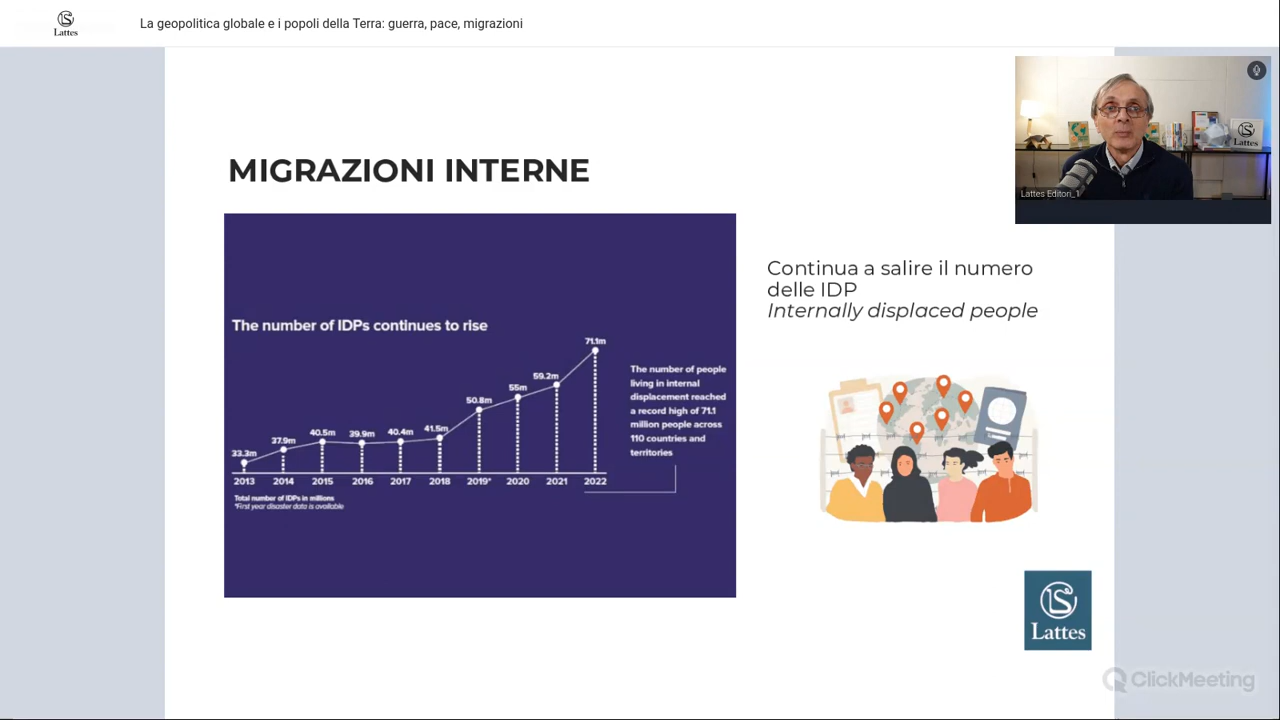 Lattes
La geopolitica globale e i popoli della Terra: guerra, pace, migrazioni
Lattes
Lattes Editori_1
MIGRAZIONI INTERNE
The number of IDPs continues to rise
33.3m
37.9m
40.5m
39.9m
40.4m
41.5m
50.8m
55m
59.2m
71.1m
2013 2014 2015 2016 2017 2018 2019* 2020 2021 2022
Total number of IDPs in millions
*First year disaster data is available
The number of people
living in internal
displacement reached
a record high of 71.1
million people across
110 countries and
territories
Continua a salire il numero
delle IDP
Internally displaced people
Lattes
ClickMeeting